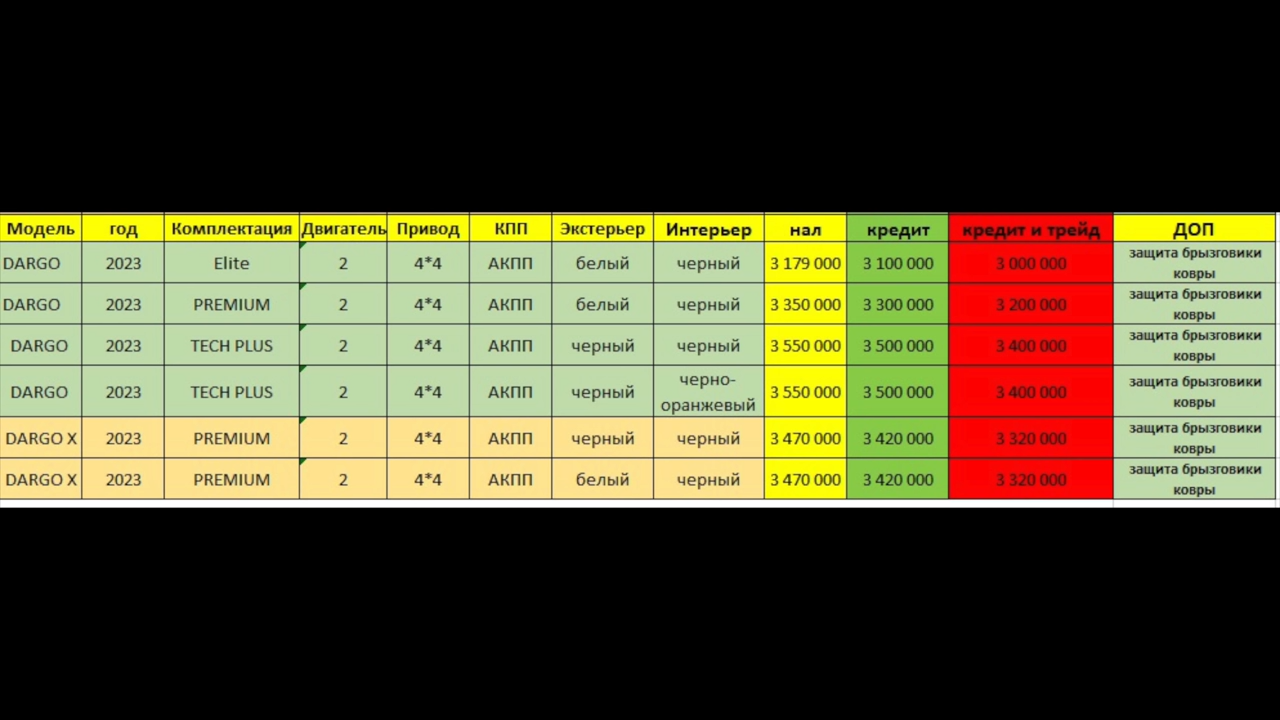 Модель год Комплектация Двигатель Привод КПП Экстерьер Интерьер нал кредит кредит и трейд ДОП
DARGO 2023 Elite 2 4*4 АКПП белый черный 3 179 000 3 100 000 3 000 000 защита брызговики
ковры
DARGO 2023 PREMIUM 2 4*4 АКПП белый черный 3 350 000 3 300 000 3 200 000 защита брызговики
ковры
DARGO 2023 TECH PLUS 2 4*4 АКПП черный черный 3 550 000 3 500 000 3 400 000 защита брызговики
ковры
DARGO 2023 TECH PLUS 2 4*4 АКПП черный черно- 3 550 000 3 500 000 3 400 000 защита брызговики
оранжевый ковры
DARGO X 2023 PREMIUM 2 4*4 АКПП черный черный 3 470 000 3 420 000 3 320 000 защита брызговики
ковры
DARGO X 2023 PREMIUM 2 4*4 АКПП белый черный 3 470 000 3 420 000 3 320 000 защита брызговики
ковры